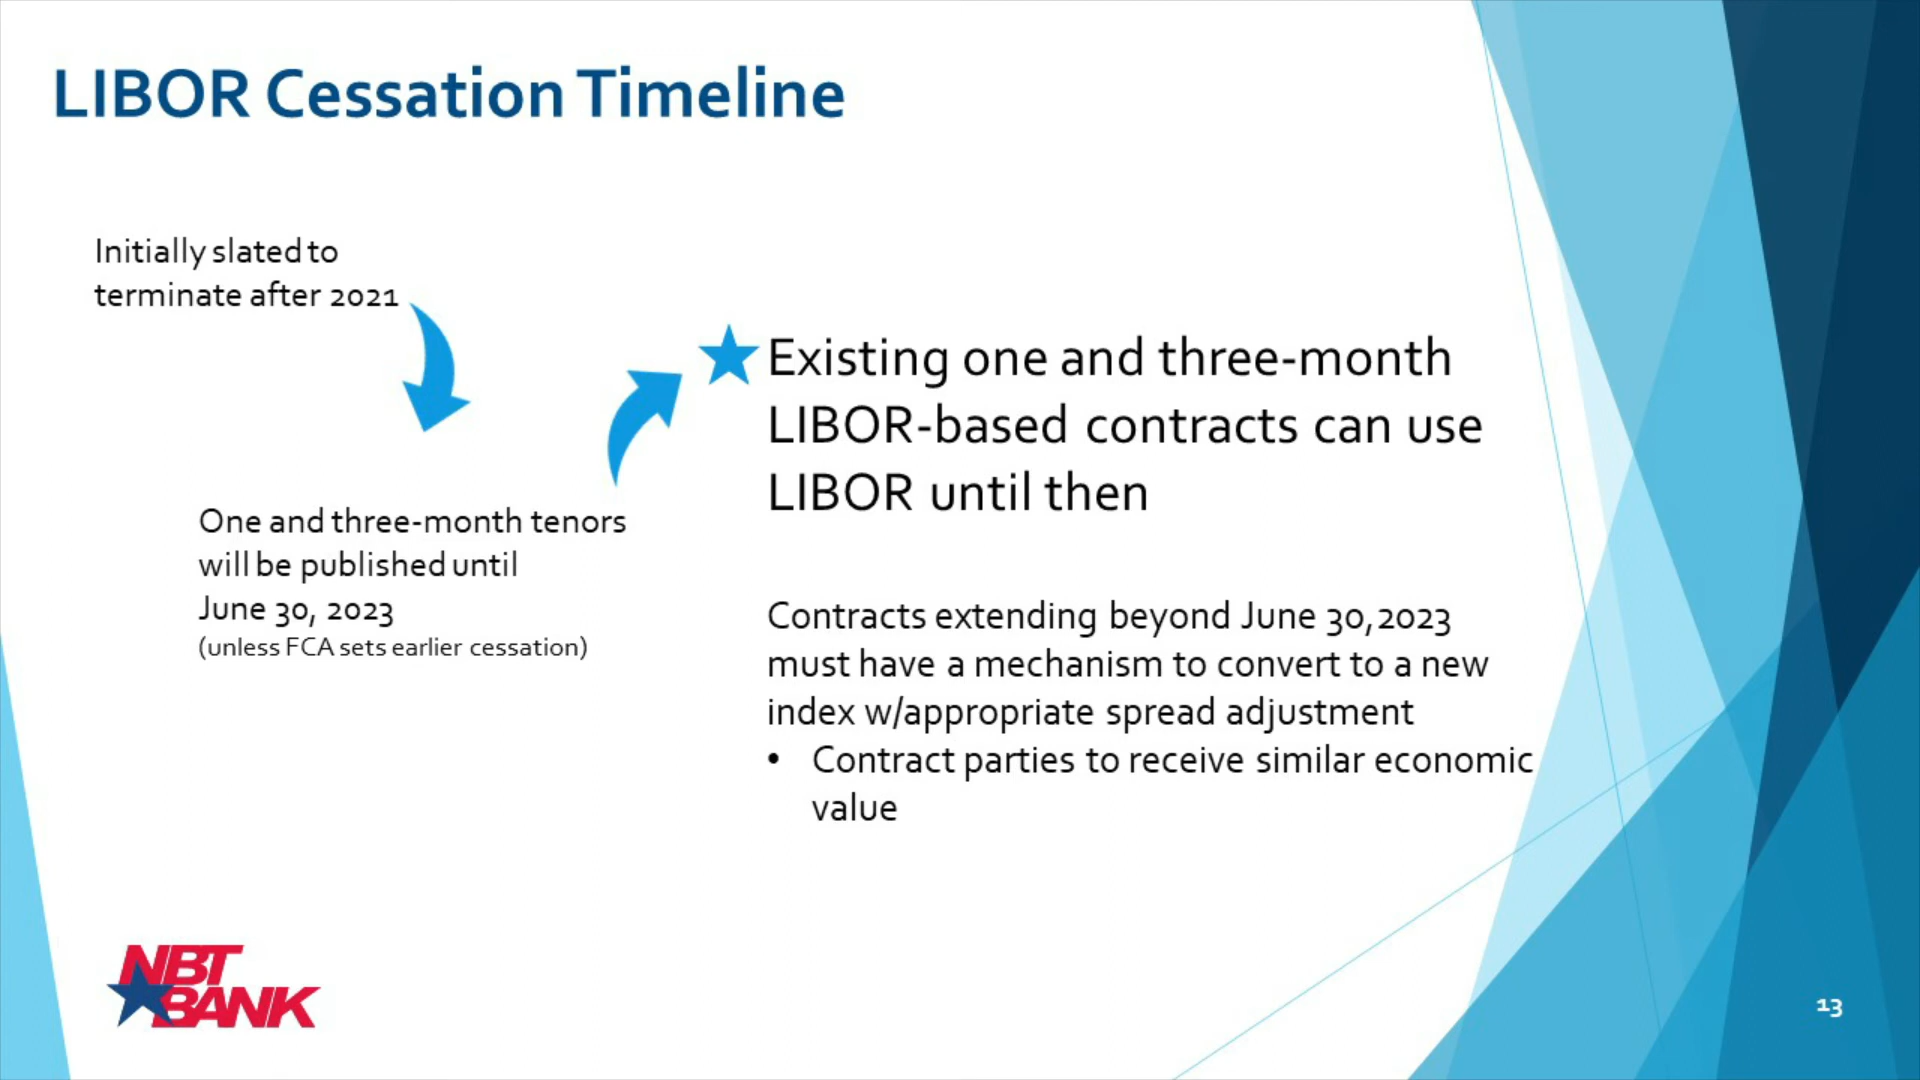 LIBOR Cessation Timeline
Initially slated to
terminate after 2021
One and three-month tenors
will be published until
June 30, 2023
(unless FCA sets earlier cessation)
Existing one and three-month
LIBOR-based contracts can use
LIBOR until then
Contracts extending beyond June 30, 2023
must have a mechanism to convert to a new
index w/appropriate spread adjustment
• Contract parties to receive similar economic
value
NBT
BANK
13